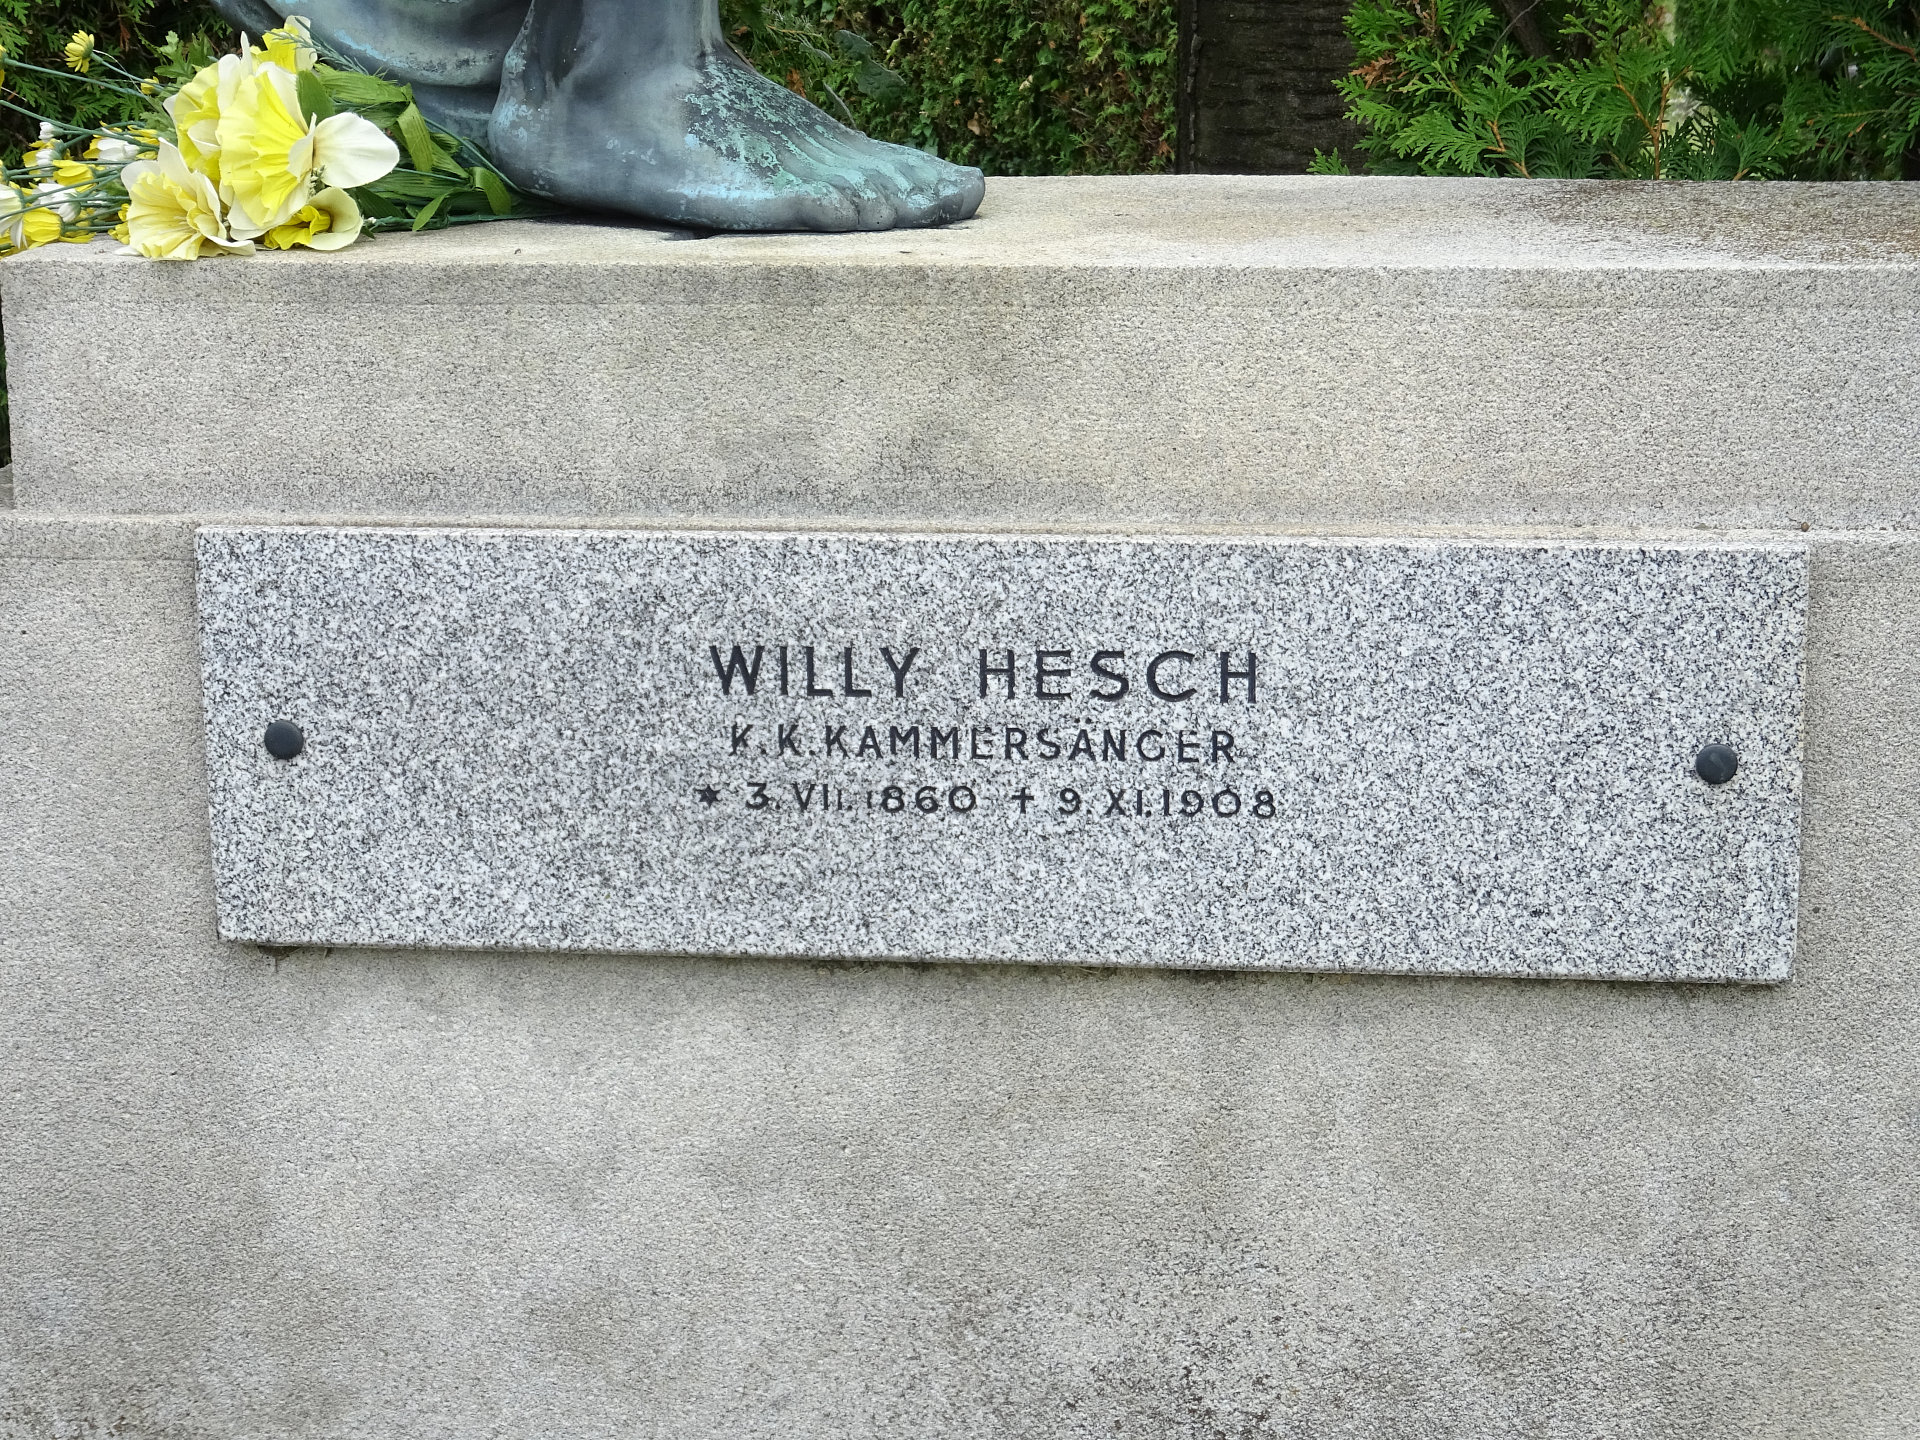 WILLY HESCH
K.K.KAMMERSÄNGER
* 3.VII.1860 + 9.XI.1908